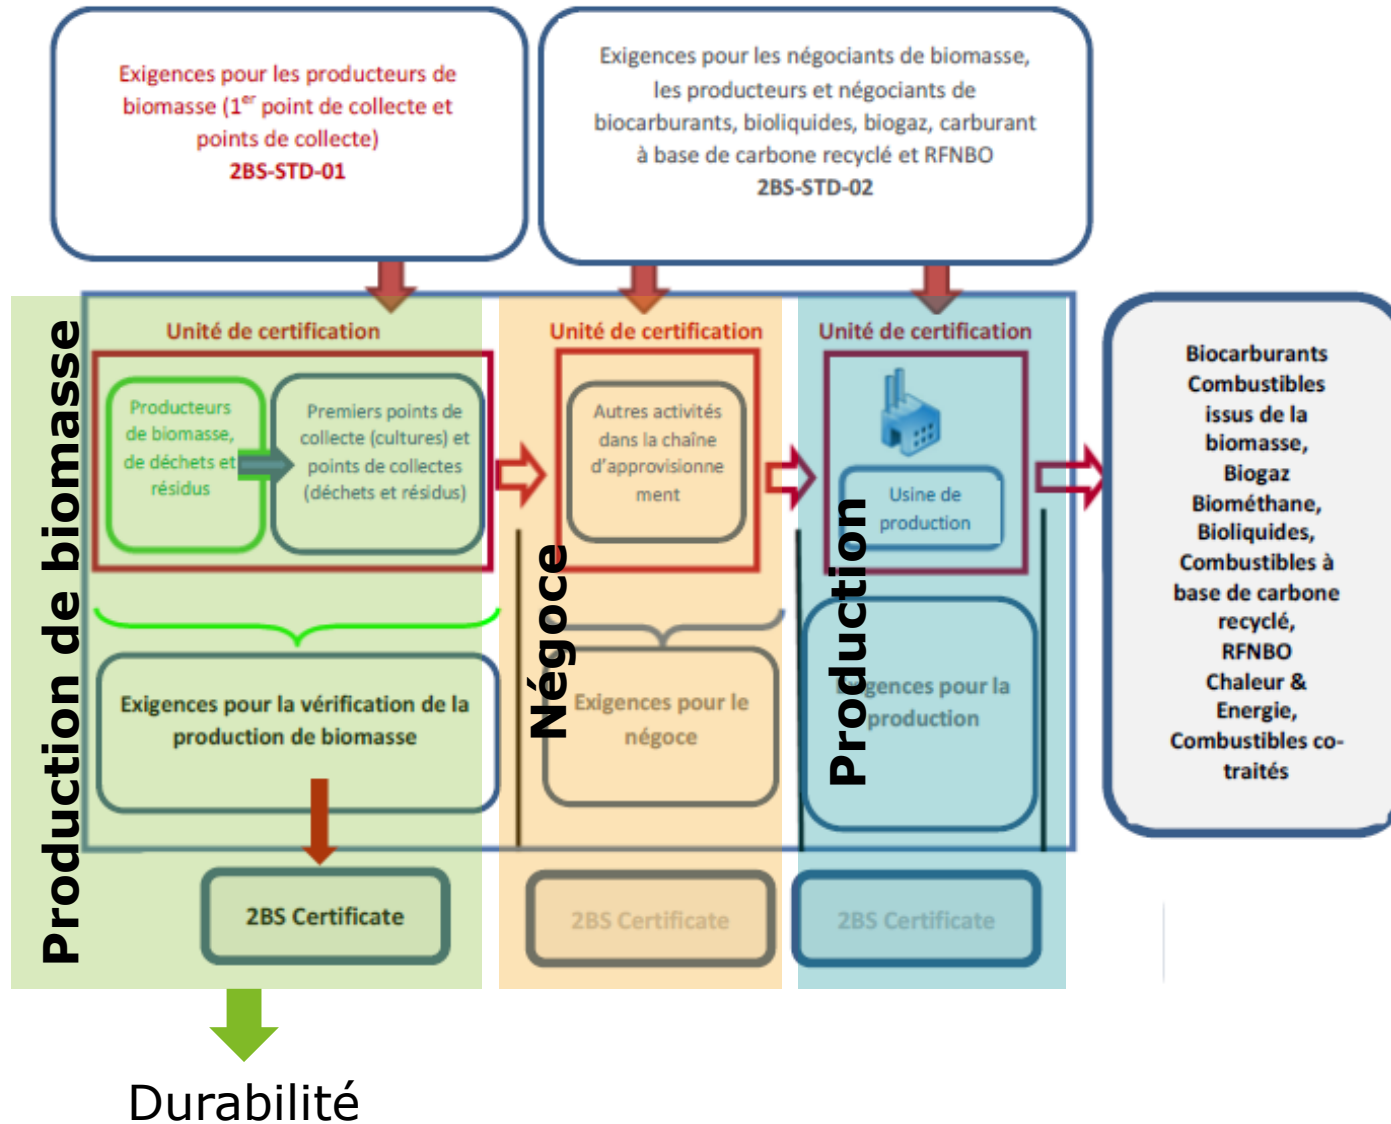 Exigences pour les producteurs de
biomasse (1er point de collecte et
points de collecte)
2BS-STD-01
Exigences pour les négociants de biomasse,
les producteurs et négociants de
biocarburants, bioliquides, biogaz, carburant
à base de carbone recyclé et RFNBO
2BS-STD-02
Production de biomasse
Unité de certification
Producteurs
de biomasse,
de déchets et
résidus
Premiers points de
collecte (cultures) et
points de collectes
(déchets et résidus)
Exigences pour la vérification de la
production de biomasse
2BS Certificate
Négoce
Unité de certification
Autres activités
dans la chaîne
d'approvisionne
ment
Exigences pour le
négoce
2BS Certificate
Production
Unité de certification
Usine de
production
Exigences pour la
production
2BS Certificate
Biocarburants
Combustibles
issus de la
biomasse,
Biogaz
Biométhane,
Bioliquides,
Combustibles à
base de carbone
recyclé,
RFNBO
Chaleur &
Energie,
Combustibles co-
traités
Durabilité